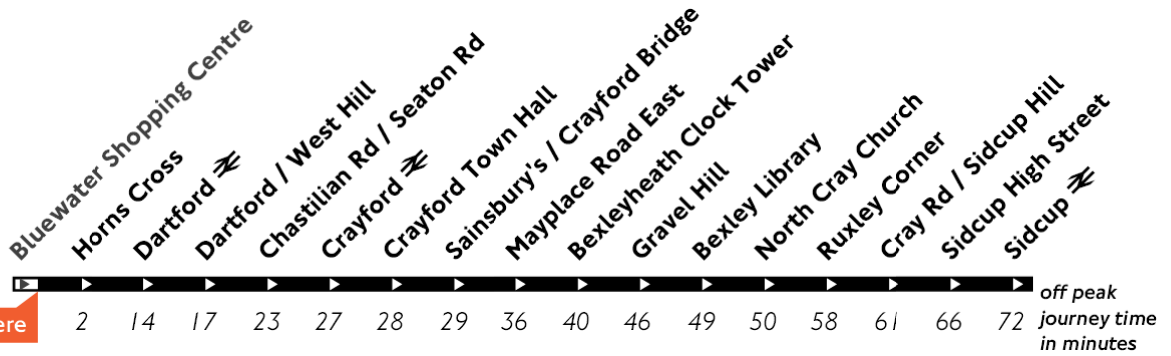 Bluewater Shopping Centre
Horns Cross
Dartford
Dartford / West Hill
Chastilian Rd / Seaton Rd
Crayford
Crayford Town Hall
Sainsbury's / Crayford Bridge
Mayplace Road East
Bexleyheath Clock Tower
Gravel Hill
Bexley Library
North Cray Church
Ruxley Corner
Cray Rd / Sidcup Hill
Sidcup High Street
Sidcup
ere 2 14 17 23 27 28 29 36 40 46 49 50 58 61 66 72
off peak
journey time
in minutes